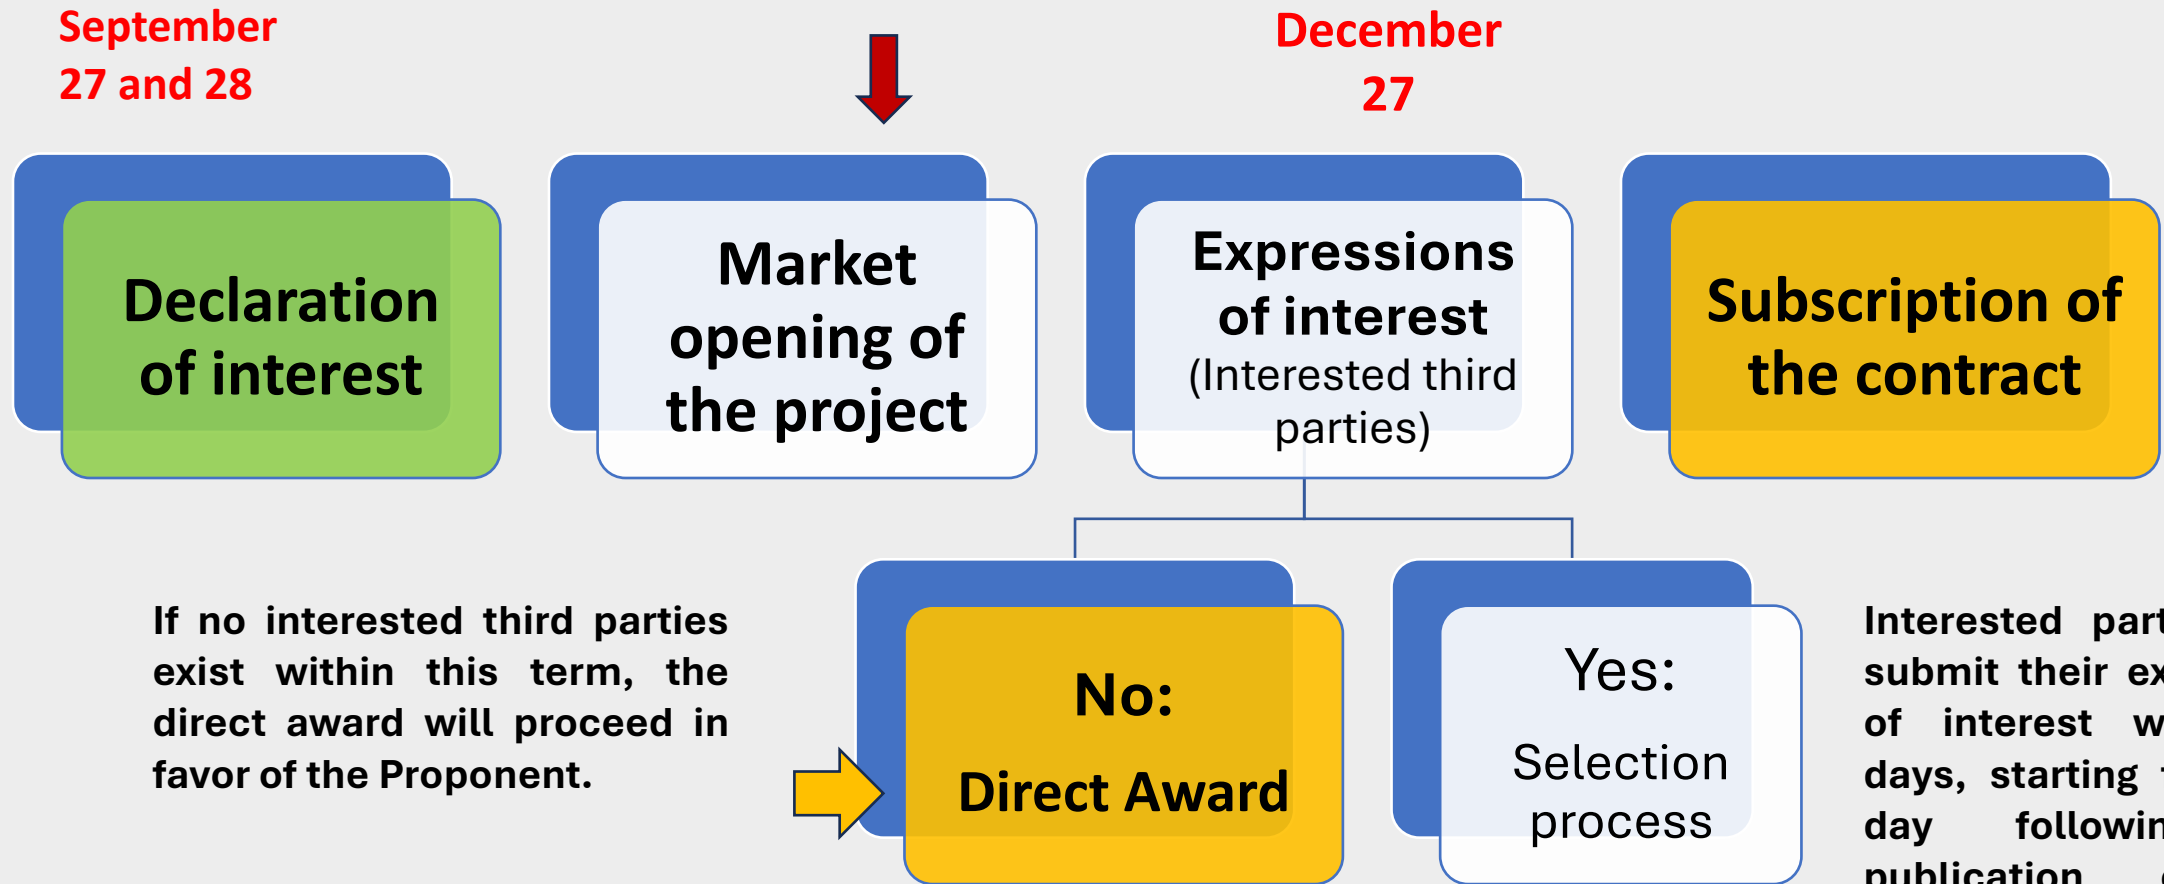 September
27 and 28
December
27
Declaration
of interest
Market
opening of
the project
Expressions
of interest
(Interested third
parties)
Subscription of
the contract
If no interested third parties
exist within this term, the
direct award will proceed in
favor of the Proponent.
No:
Direct Award
Yes:
Selection
process
Interested
submit their
of interest
days, starting
day
publication